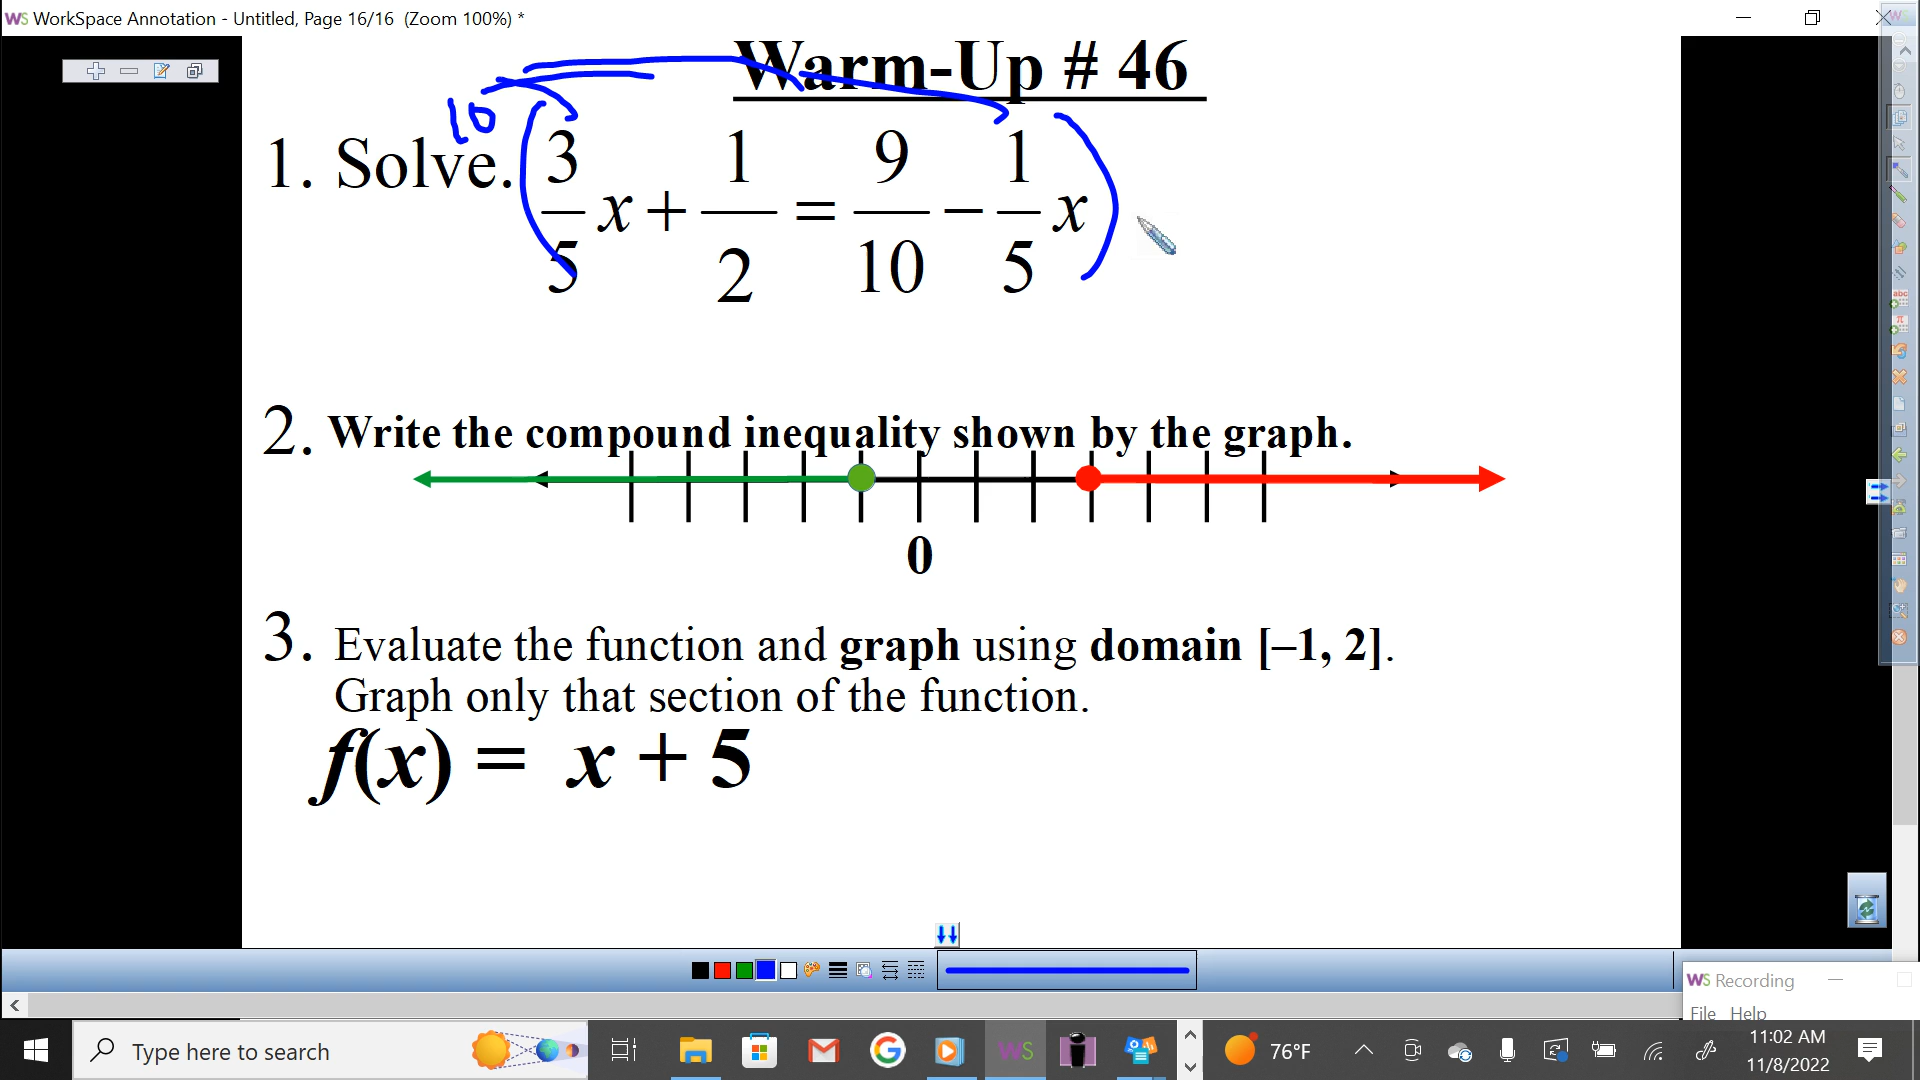 WS WorkSpace Annotation - Untitled, Page 16/16 (Zoom 100%) *
Warm-Up # 46
10
1. Solve. ( 3/5 x + 1/2 = 9/10 − 1/5 x )
2. Write the compound inequality shown by the graph.
0
3. Evaluate the function and graph using domain [–1, 2].
Graph only that section of the function.
f(x) = x + 5
WS Recording
File Help
Type here to search
WS
76°F
11:02 AM
11/8/2022